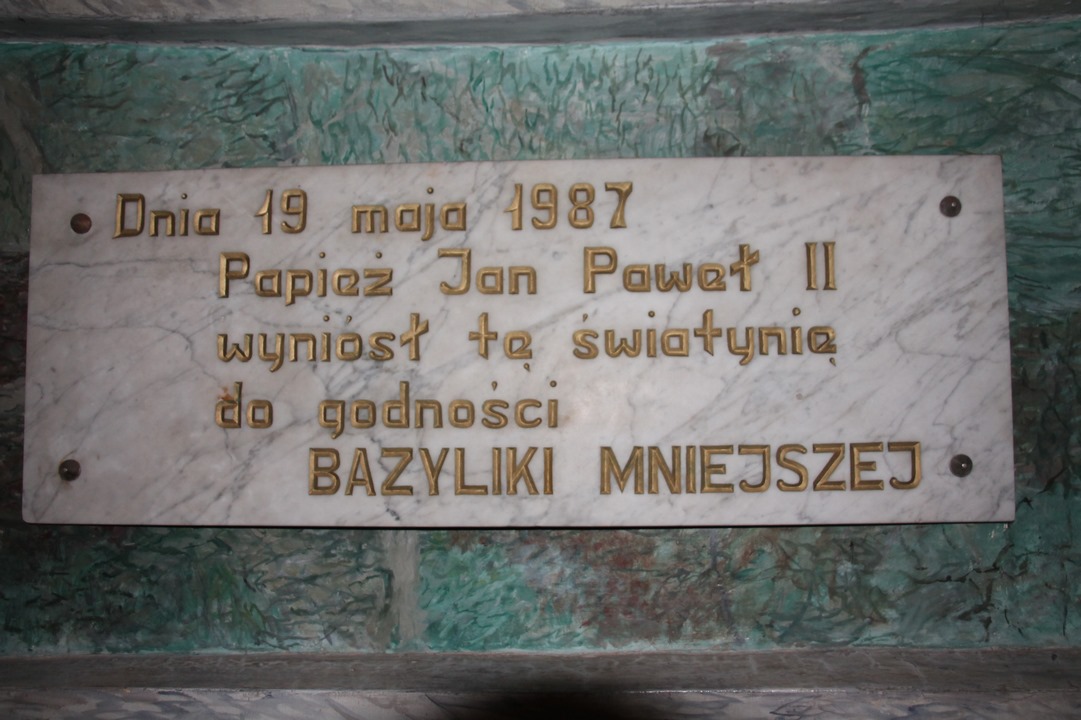 Dnia 19 maja 1987
Papież Jan Paweł II
wyniósł tę świątynię
do godności
BAZYLIKI MNIEJSZEJ